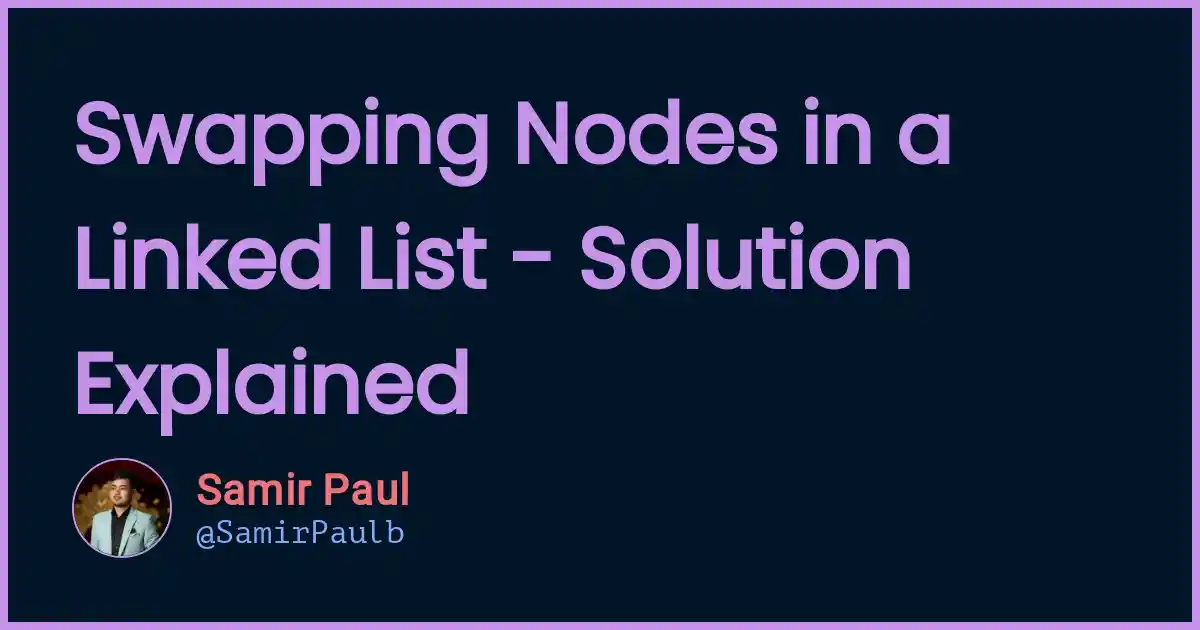 Swapping Nodes in a
Linked List - Solution
Explained
Samir Paul
@SamirPaulb